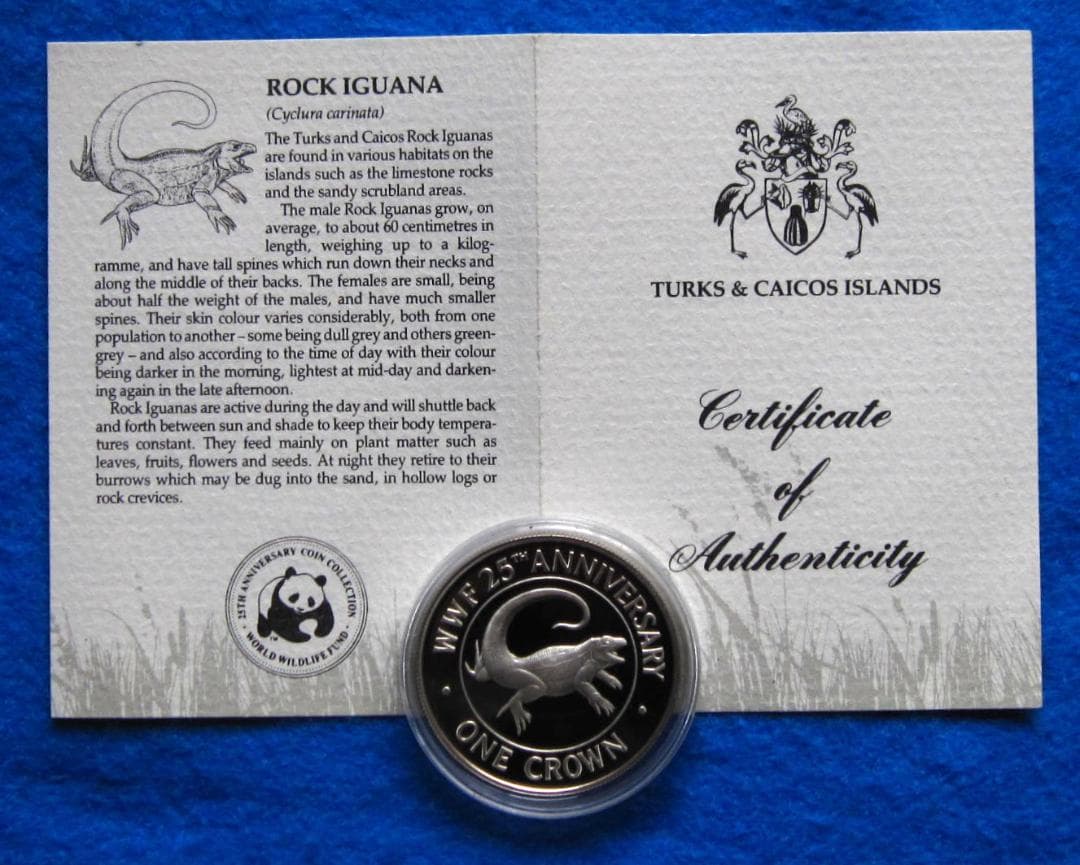 ROCK IGUANA
(Cyclura carinata)
The Turks and Caicos Rock Iguanas
are found in various habitats on the
islands such as the limestone rocks
and the sandy scrubland areas.
The male Rock Iguanas grow, on
average, to about 60 centimetres in
length, weighing up to a kilog-
ramme, and have tall spines which run down their necks and
along the middle of their backs. The females are small, being
about half the weight of the males, and have much smaller
spines. Their skin colour varies considerably, both from one
population to another – some being dull grey and others green-
grey – and also according to the time of day with their colour
being darker in the morning, lightest at mid-day and darken-
ing again in the late afternoon.
Rock Iguanas are active during the day and will shuttle back
and forth between sun and shade to keep their body tempera-
tures constant. They feed mainly on plant matter such as
leaves, fruits, flowers and seeds. At night they retire to their
burrows which may be dug into the sand, in hollow logs or
rock crevices.
25TH ANNIVERSARY COIN COLLECTION
TM
· WORLD WILDLIFE FUND ·
TURKS & CAICOS ISLANDS
Certificate
of
Authenticity
WWF 25TH ANNIVERSARY
· ONE CROWN ·